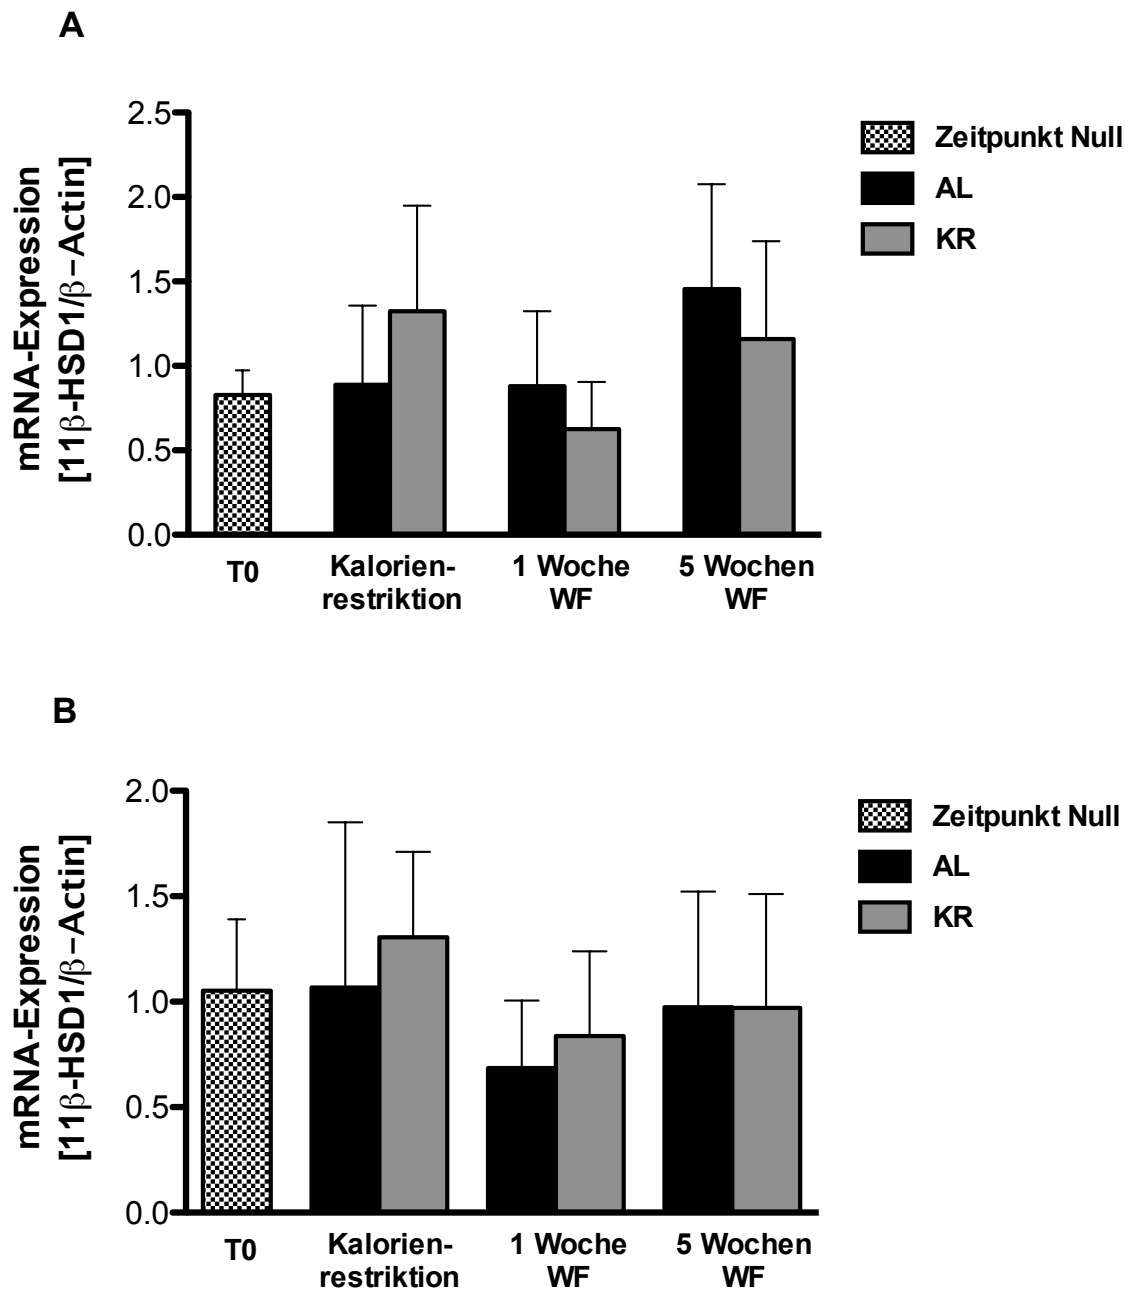 A
mRNA-Expression
[11β-HSD1/β−Actin]
2.5
2.0
1.5
1.0
0.5
0.0
T0
Kalorien-
restriktion
1 Woche
WF
5 Wochen
WF
Zeitpunkt Null
AL
KR
B
mRNA-Expression
[11β-HSD1/β−Actin]
2.0
1.5
1.0
0.5
0.0
T0
Kalorien-
restriktion
1 Woche
WF
5 Wochen
WF
Zeitpunkt Null
AL
KR